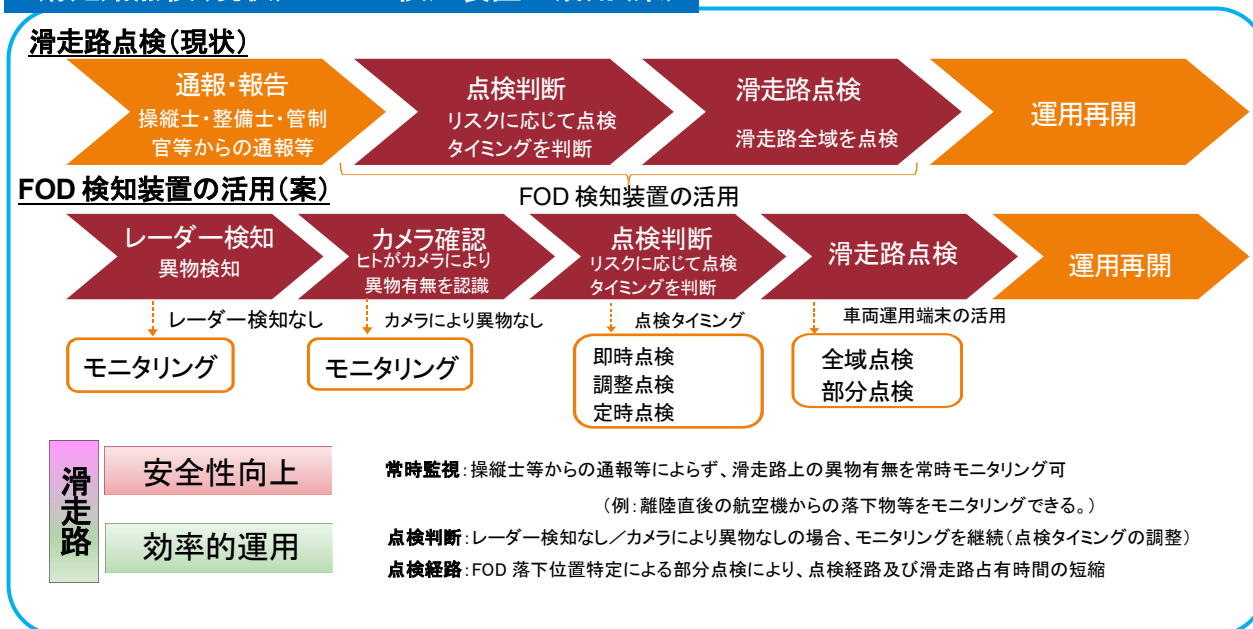 滑走路点検(現状)
通報・報告
操縦士・整備士・管制
官等からの通報等
点検判断
リスクに応じて点検
タイミングを判断
滑走路点検
滑走路全域を点検
運用再開
FOD 検知装置の活用
FOD 検知装置の活用(案)
レーダー検知
異物検知
カメラ確認
ヒトがカメラにより
異物有無を認識
点検判断
リスクに応じて点検
タイミングを判断
滑走路点検
運用再開
レーダー検知なし
カメラにより異物なし
点検タイミング
車両運用端末の活用
モニタリング
モニタリング
即時点検
調整点検
定時点検
全域点検
部分点検
滑走路
安全性向上
効率的運用
常時監視:操縦士等からの通報等によらず、滑走路上の異物有無を常時モニタリング可
(例:離陸直後の航空機からの落下物等をモニタリングできる。)
点検判断:レーダー検知なし/カメラにより異物なしの場合、モニタリングを継続(点検タイミングの調整)
点検経路:FOD 落下位置特定による部分点検により、点検経路及び滑走路占有時間の短縮